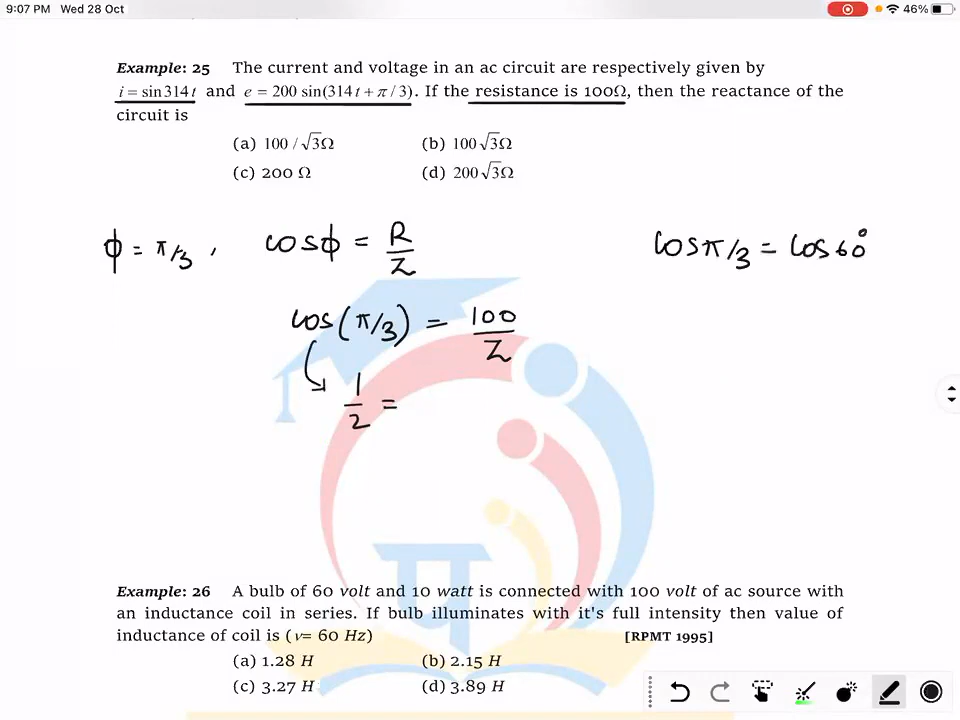 9:07 PM Wed 28 Oct 46%
Example: 25 The current and voltage in an ac circuit are respectively given by
i = sin 314 t and e = 200 sin(314 t + π / 3). If the resistance is 100Ω, then the reactance of the
circuit is
(a) 100 / √3Ω (b) 100√3Ω
(c) 200 Ω (d) 200√3Ω
ϕ = π/3 , cosϕ = R/Z cosπ/3 = cos60°
cos(π/3) = 100/Z
1/2 =
प
Example: 26 A bulb of 60 volt and 10 watt is connected with 100 volt of ac source with
an inductance coil in series. If bulb illuminates with it's full intensity then value of
inductance of coil is (ν= 60 Hz) [RPMT 1995]
(a) 1.28 H (b) 2.15 H
(c) 3.27 H (d) 3.89 H